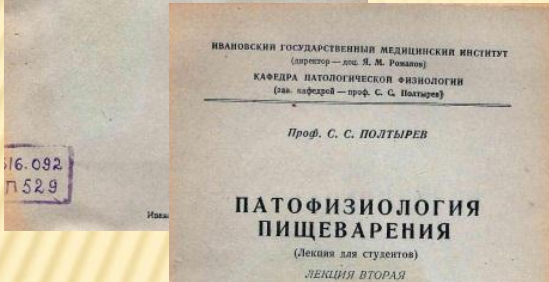 ИВАНОВСКИЙ ГОСУДАРСТВЕННЫЙ МЕДИЦИНСКИЙ ИНСТИТУТ
(директор — доц. Я. М. Романов)
КАФЕДРА ПАТОЛОГИЧЕСКОЙ ФИЗИОЛОГИИ
(зав. кафедрой — проф. С. С. Полтырев)
Проф. С. С. ПОЛТЫРЕВ
616.092
П 529
ПАТОФИЗИОЛОГИЯ
ПИЩЕВАРЕНИЯ
(Лекция для студентов)
ЛЕКЦИЯ ВТОРАЯ